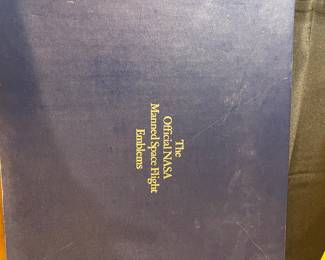 The
Official NASA
Manned Space Flight
Emblems